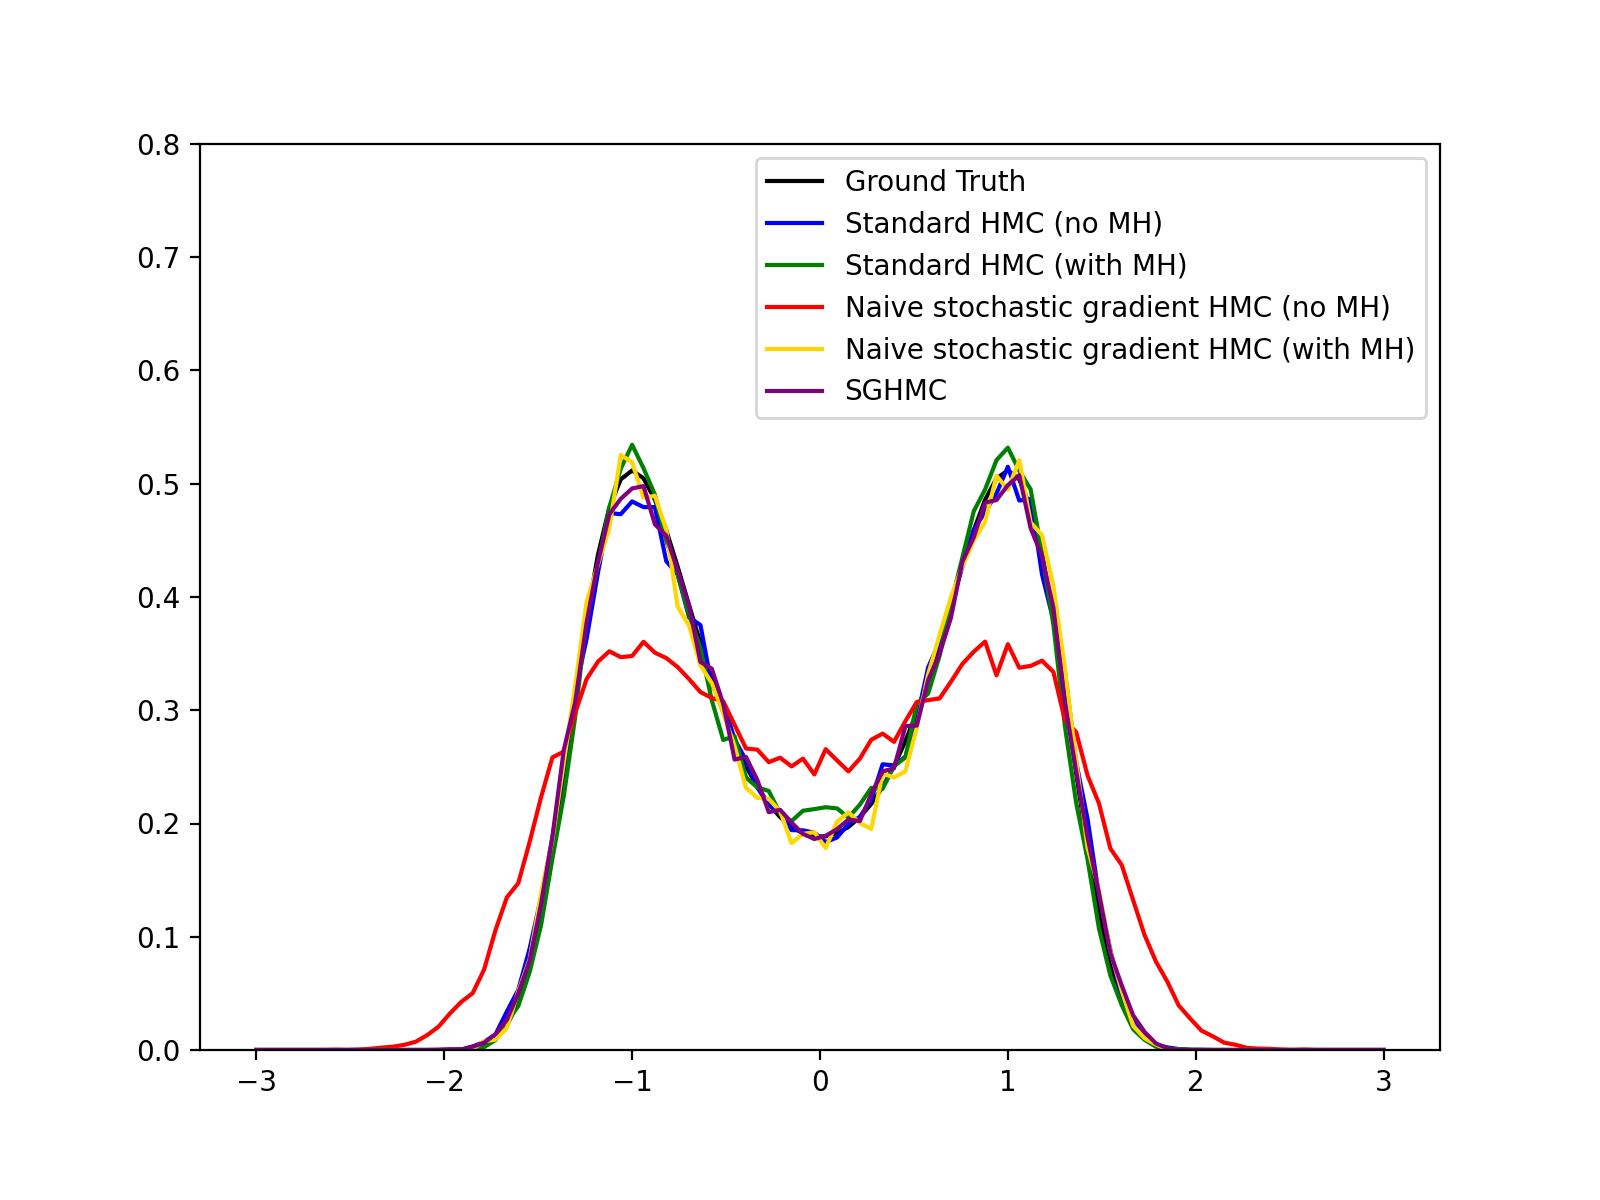 0.8
0.7
0.6
0.5
0.4
0.3
0.2
0.1
0.0
Ground Truth
Standard HMC (no MH)
Standard HMC (with MH)
Naive stochastic gradient HMC (no MH)
Naive stochastic gradient HMC (with MH)
SGHMC
−3 −2 −1 0 1 2 3